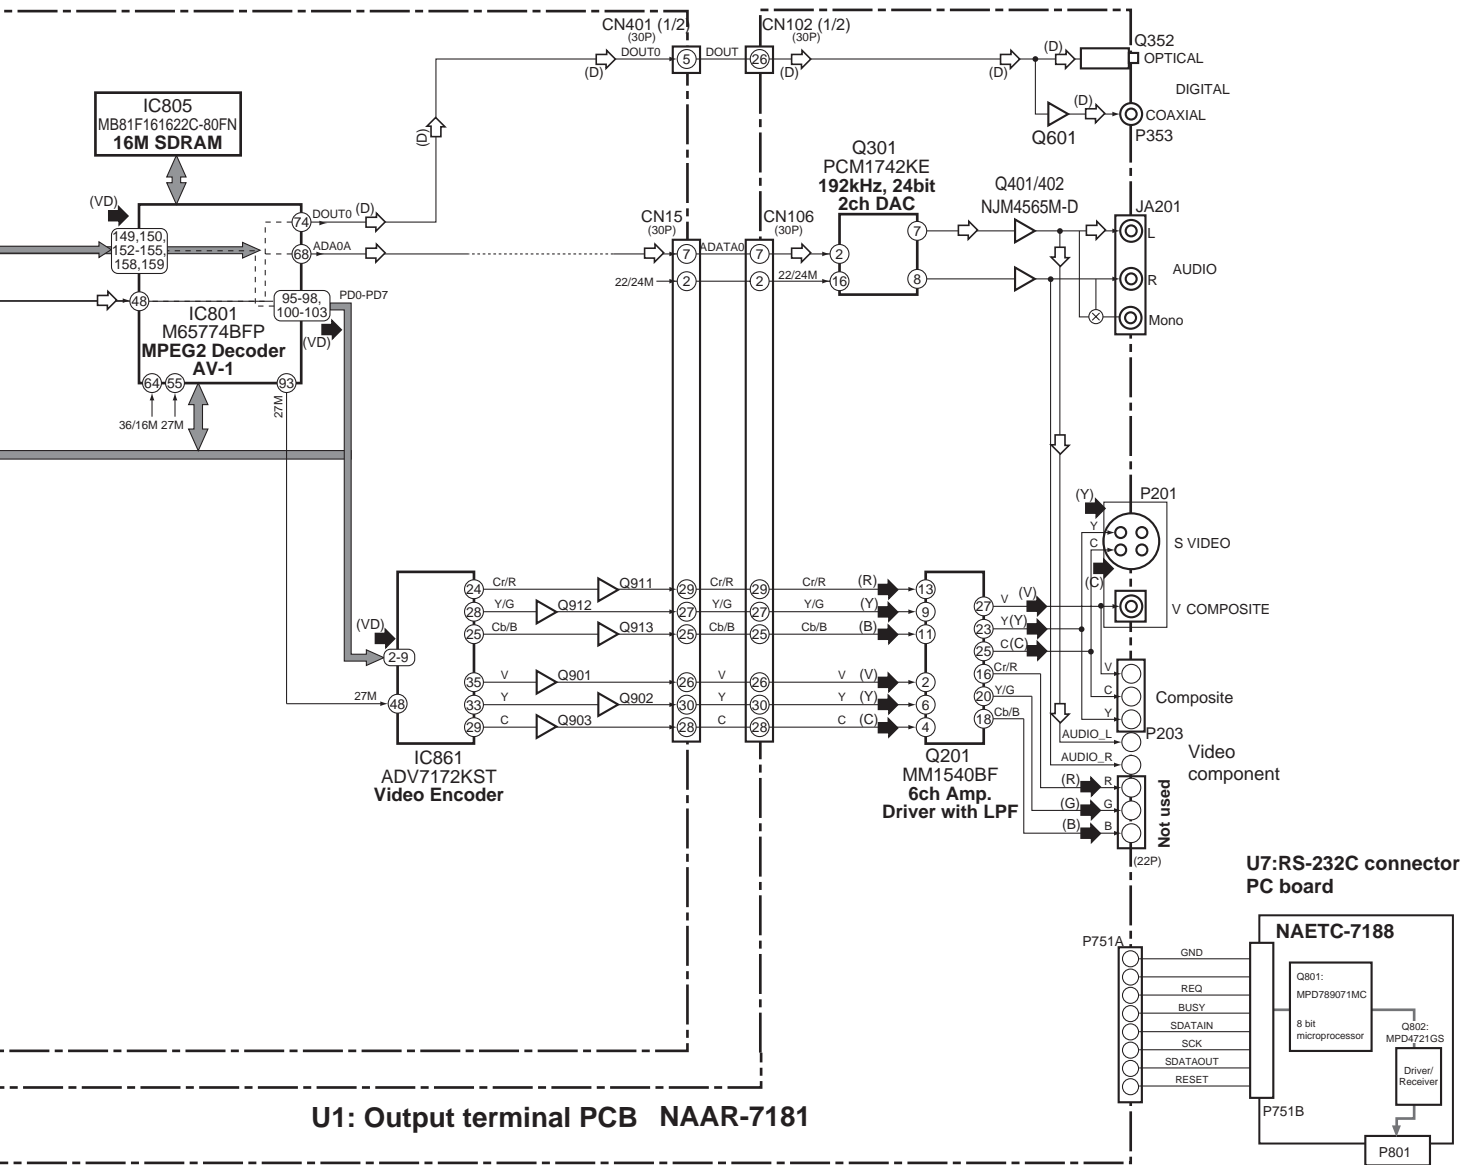 CN401 (1/2)
(30P)
CN102 (1/2)
(30P)
DOUT0
(D)
5
DOUT
26
(D)
(D)
(D)
Q352
OPTICAL
DIGITAL
(D)
COAXIAL
Q601
P353
IC805
MB81F161622C-80FN
16M SDRAM
(D)
Q301
PCM1742KE
192kHz, 24bit
2ch DAC
Q401/402
NJM4565M-D
JA201
(VD)
74
DOUT0
(D)
149,150,
152-155,
158,159
68
ADA0A
CN15
(30P)
CN106
(30P)
7
ADATA0
7
2
7
L
22/24M
2
2
22/24M
16
8
R
AUDIO
Mono
48
95-98,
100-103
PD0-PD7
(VD)
IC801
M65774BFP
MPEG2 Decoder
AV-1
64
55
93
36/16M
27M
27M
(Y)
P201
Y
C
S VIDEO
(C)
V COMPOSITE
24
Cr/R
Q911
29
Cr/R
29
Cr/R
(R)
13
28
Y/G
Q912
27
Y/G
27
Y/G
(Y)
9
25
Cb/B
Q913
25
Cb/B
25
Cb/B
(B)
11
(VD)
2-9
35
V
Q901
26
V
26
V
(V)
2
33
Y
Q902
30
Y
30
Y
(Y)
6
29
C
Q903
28
C
28
C
(C)
4
27M
48
27
V
(V)
23
Y
(Y)
25
C
(C)
16
Cr/R
20
Y/G
18
Cb/B
V
C
Y
Composite
P203
AUDIO_L
AUDIO_R
Video
component
(R)
R
(G)
G
(B)
B
Not used
(22P)
IC861
ADV7172KST
Video Encoder
Q201
MM1540BF
6ch Amp.
Driver with LPF
U7:RS-232C connector
PC board
P751A
NAETC-7188
GND
REQ
BUSY
SDATAIN
SCK
SDATAOUT
RESET
Q801:
MPD789071MC
8 bit
microprocessor
Q802:
MPD4721GS
Driver/
Receiver
P751B
P801
U1: Output terminal PCB NAAR-7181